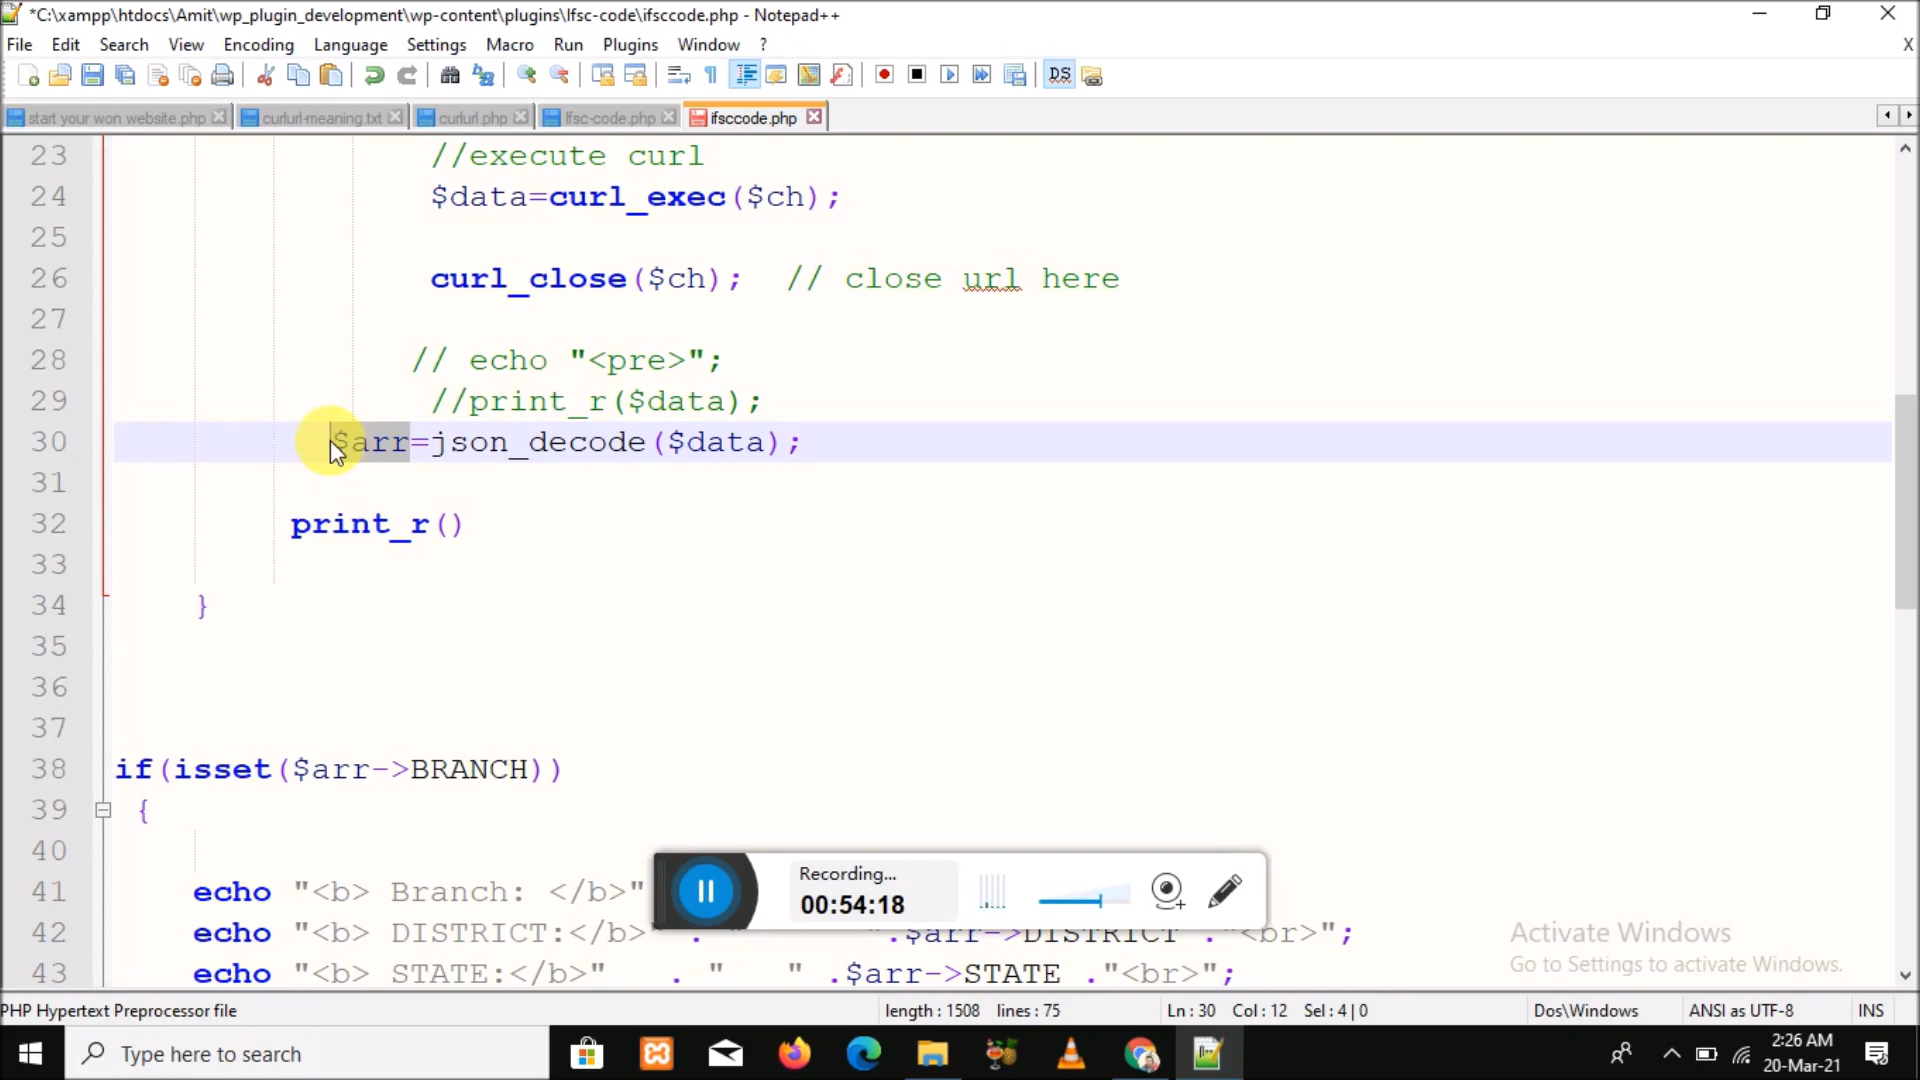 *C:\xampp\htdocs\Amit\wp_plugin_development\wp-content\plugins\Ifsc-code\ifsccode.php - Notepad++
File Edit Search View Encoding Language Settings Macro Run Plugins Window ?
X
start your won website.php curlurl-meaning.txt curlurl.php Ifsc-code.php ifsccode.php
23 //execute curl
24 $data=curl_exec($ch);
25
26 curl_close($ch); // close url here
27
28 // echo "<pre>";
29 //print_r($data);
30 $arr=json_decode($data);
31
32 print_r()
33
34 }
35
36
37
38 if(isset($arr->BRANCH))
39 {
40
41 echo "<b> Branch: </b>"
42 echo "<b> DISTRICT:</b>" . " ".$arr->DISTRICT ."<br>";
43 echo "<b> STATE:</b>" . " " .$arr->STATE ."<br>";
Recording...
00:54:18
Activate Windows
Go to Settings to activate Windows.
PHP Hypertext Preprocessor file length : 1508 lines : 75 Ln : 30 Col : 12 Sel : 4 | 0 Dos\Windows ANSI as UTF-8 INS
Type here to search
2:26 AM
20-Mar-21